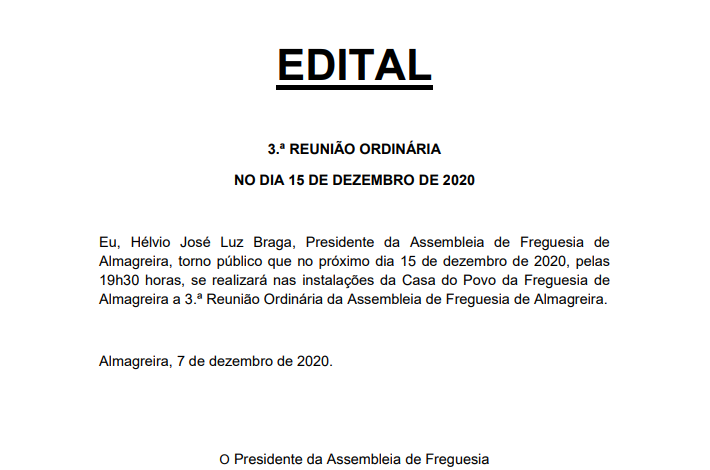 EDITAL
3.ª REUNIÃO ORDINÁRIA
NO DIA 15 DE DEZEMBRO DE 2020
Eu, Hélvio José Luz Braga, Presidente da Assembleia de Freguesia de
Almagreira, torno público que no próximo dia 15 de dezembro de 2020, pelas
19h30 horas, se realizará nas instalações da Casa do Povo da Freguesia de
Almagreira a 3.ª Reunião Ordinária da Assembleia de Freguesia de Almagreira.
Almagreira, 7 de dezembro de 2020.
O Presidente da Assembleia de Freguesia